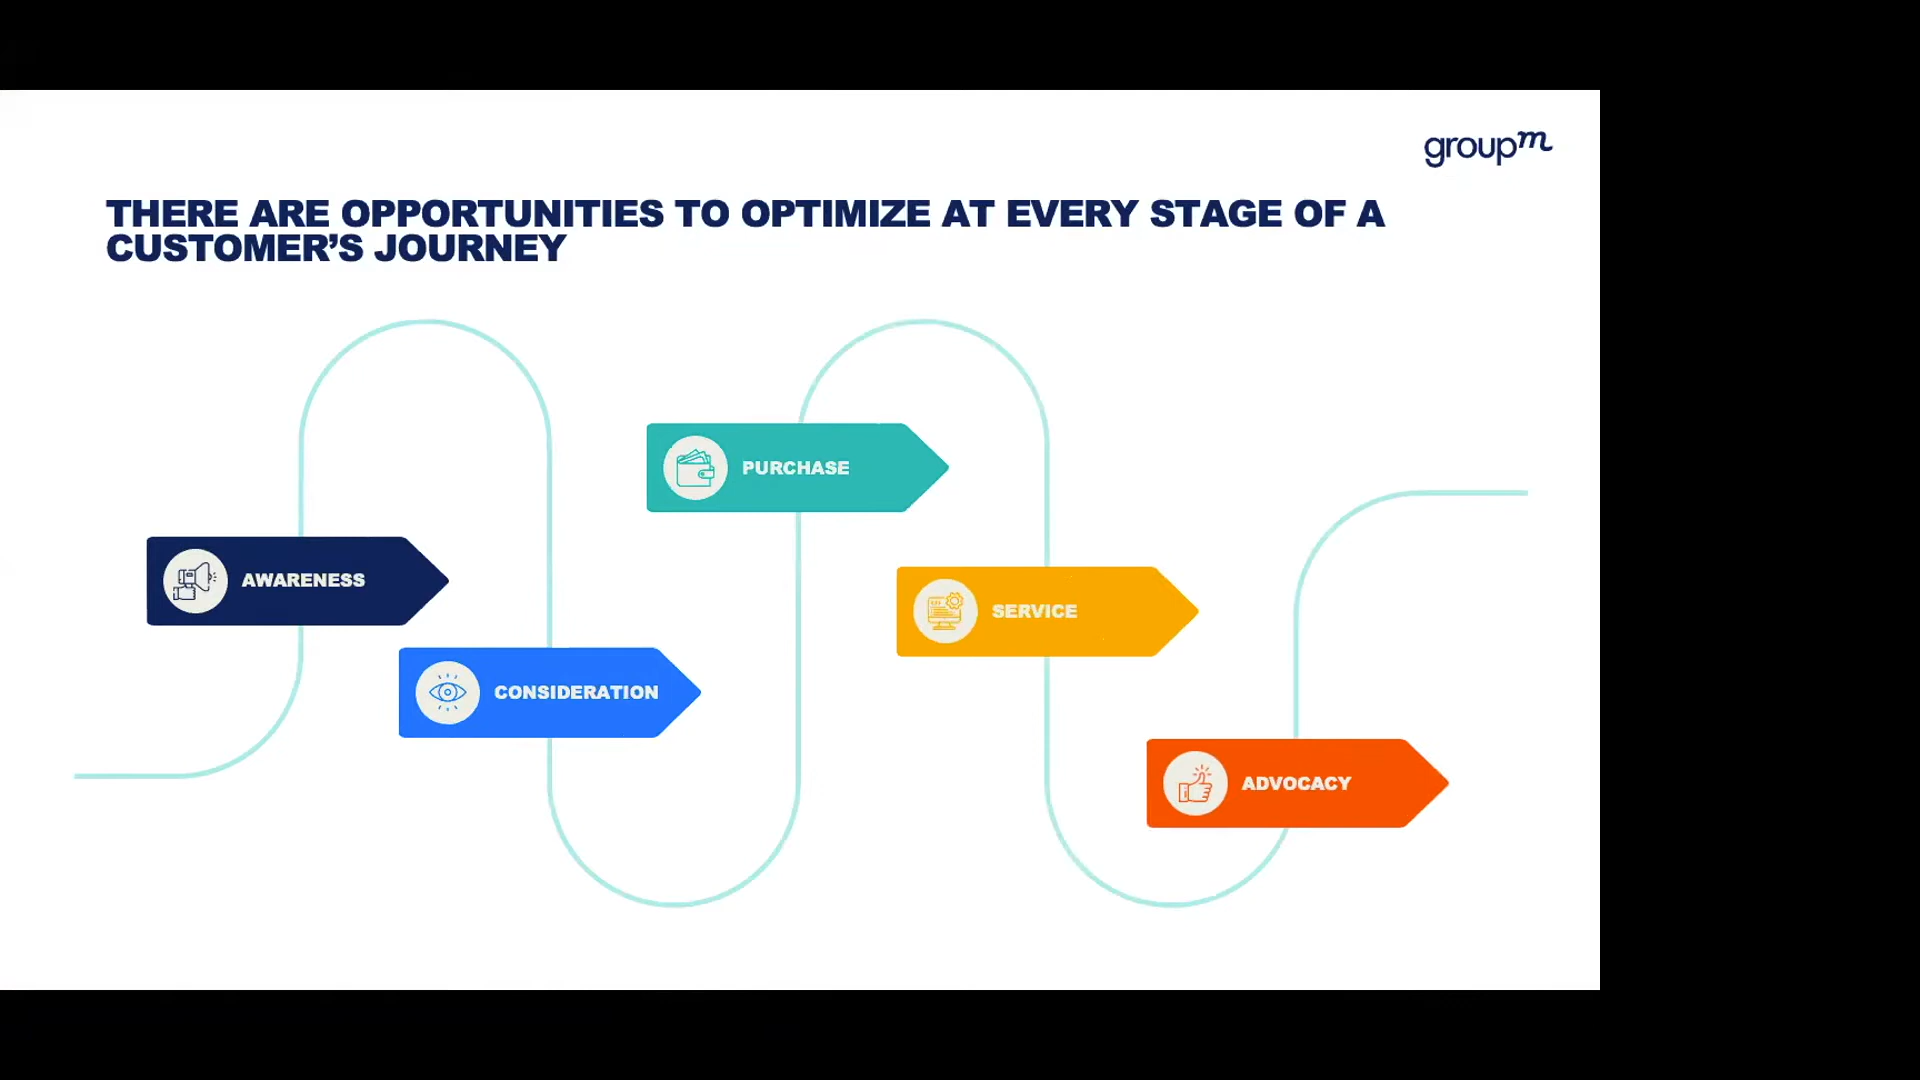 groupm
THERE ARE OPPORTUNITIES TO OPTIMIZE AT EVERY STAGE OF A
CUSTOMER’S JOURNEY
PURCHASE
AWARENESS
SERVICE
CONSIDERATION
ADVOCACY